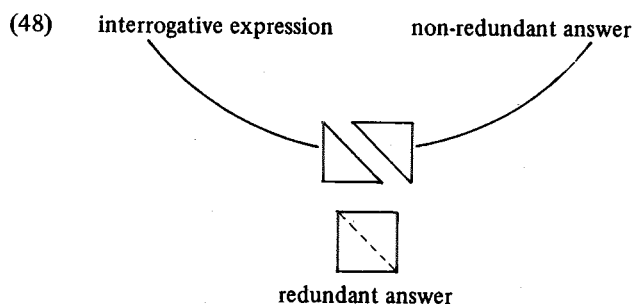 (48) interrogative expression non-redundant answer
redundant answer